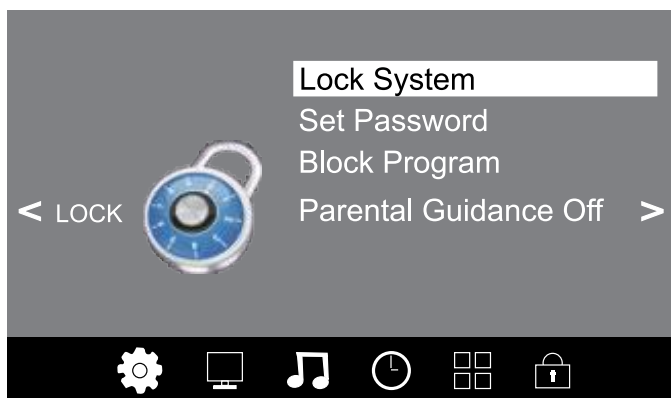 Lock System
Set Password
Block Program
< LOCK Parental Guidance Off >